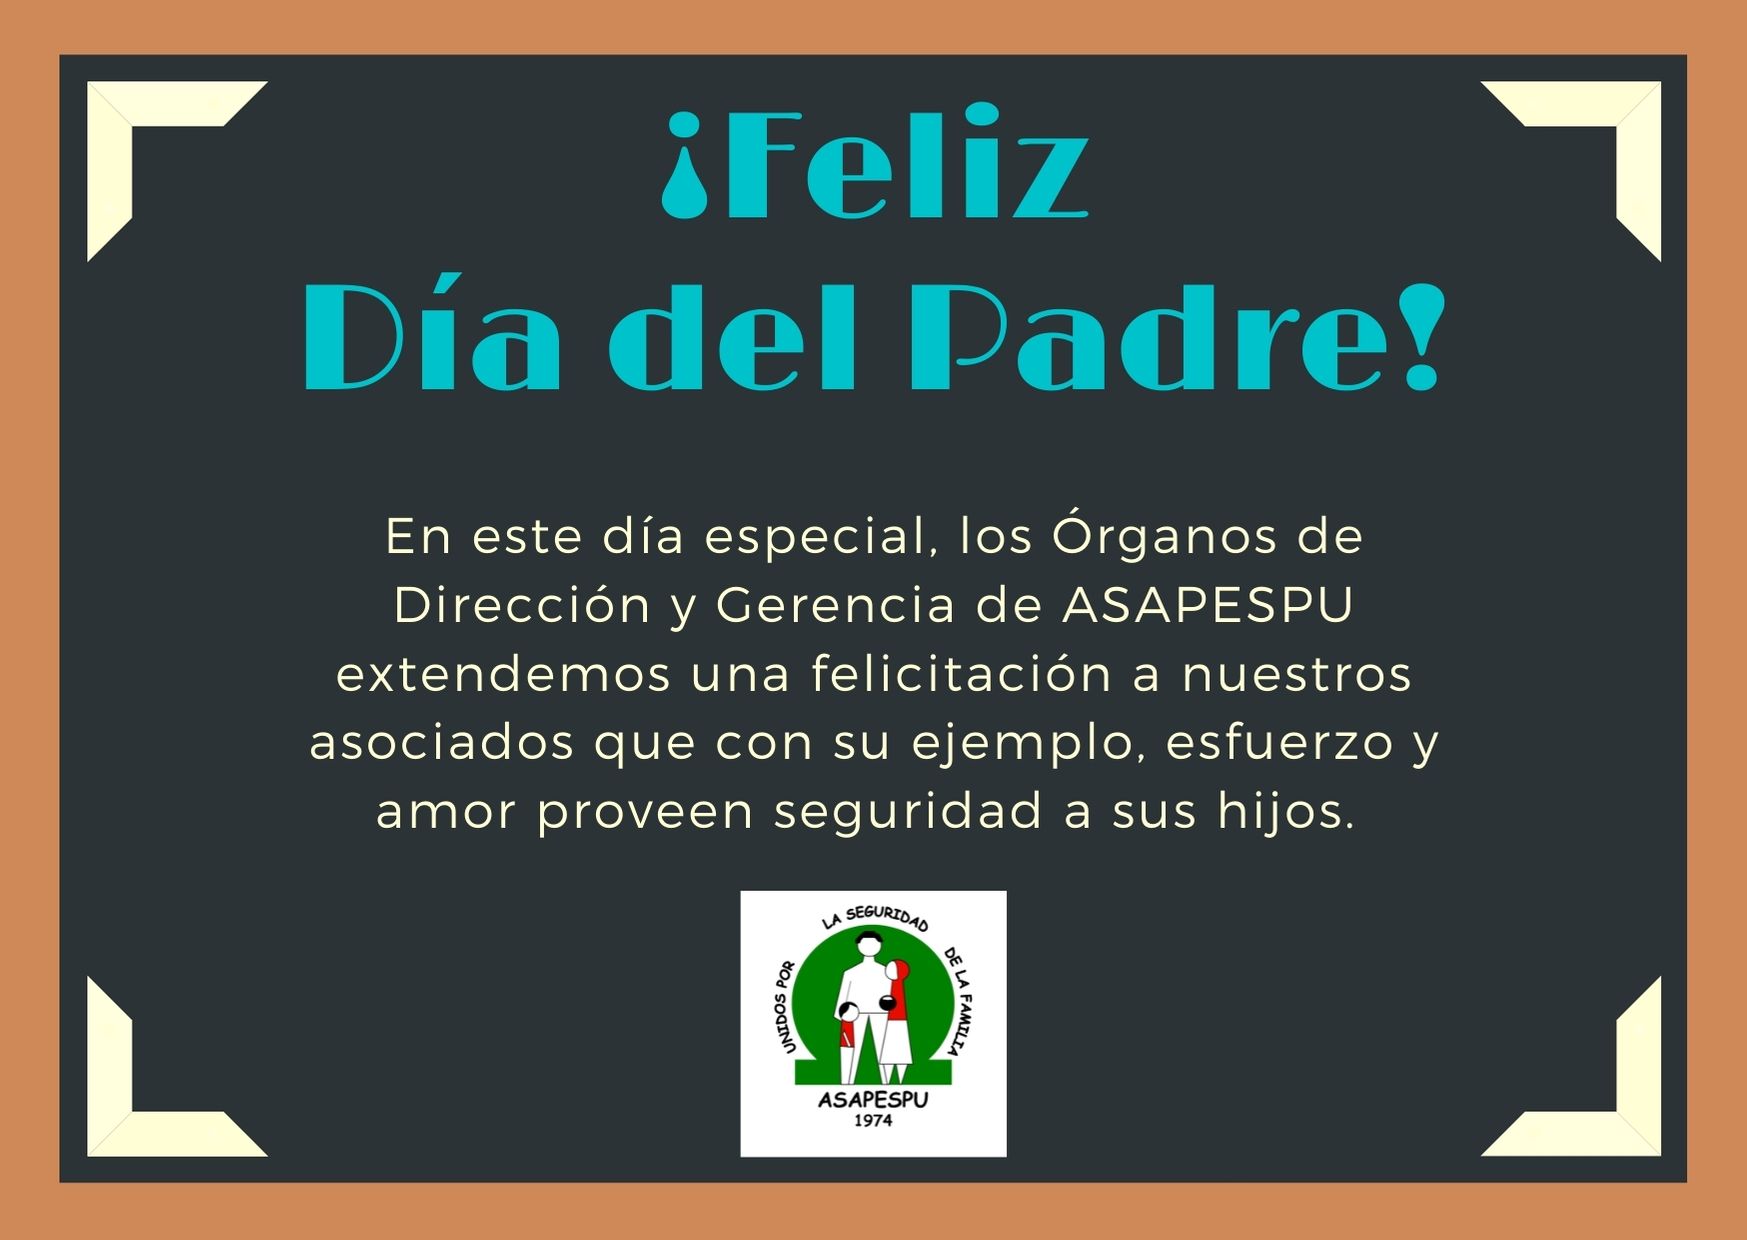 ¡Feliz
Día del Padre!
En este día especial, los Órganos de
Dirección y Gerencia de ASAPESPU
extendemos una felicitación a nuestros
asociados que con su ejemplo, esfuerzo y
amor proveen seguridad a sus hijos.
UNIDOS POR LA SEGURIDAD DE LA FAMILIA
ASAPESPU
1974